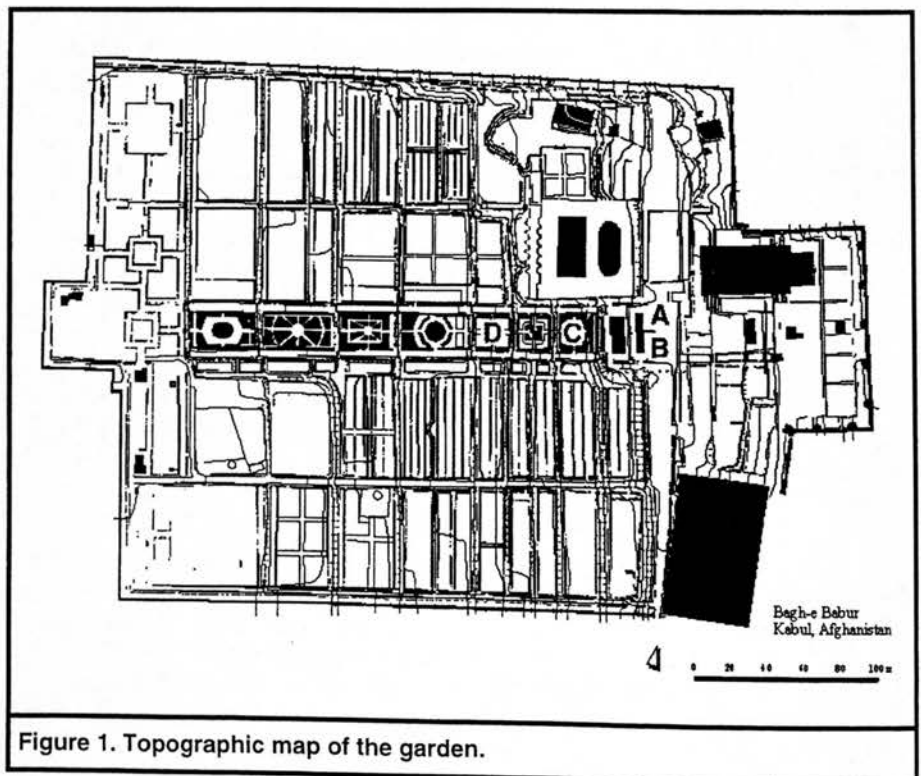 A
B
C
D
Bagh-e Babur
Kabul, Afghanistan
0 20 40 60 80 100 m
Figure 1. Topographic map of the garden.